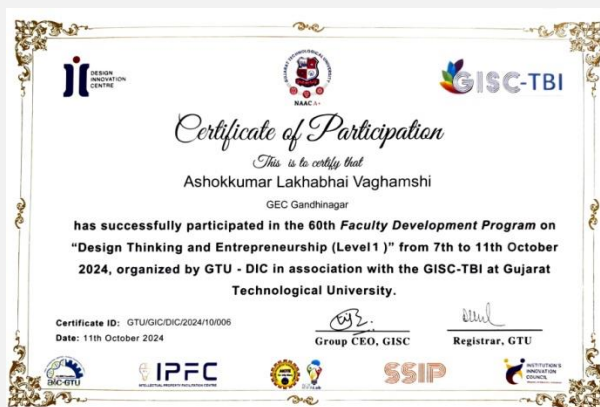 DESIGN
INNOVATION
CENTRE
GUJARAT TECHNOLOGICAL UNIVERSITY
NAAC A+
GISC-TBI
Certificate of Participation
This is to certify that
Ashokkumar Lakhabhai Vaghamshi
GEC Gandhinagar
has successfully participated in the 60th Faculty Development Program on
“Design Thinking and Entrepreneurship (Level1 )” from 7th to 11th October
2024, organized by GTU - DIC in association with the GISC-TBI at Gujarat
Technological University.
Certificate ID: GTU/GIC/DIC/2024/10/006
Date: 11th October 2024
Group CEO, GISC
Registrar, GTU
AIC-GTU
IPFC
INTELLECTUAL PROPERTY FACILITATION CENTRE
SSIP
INSTITUTION'S
INNOVATION
COUNCIL